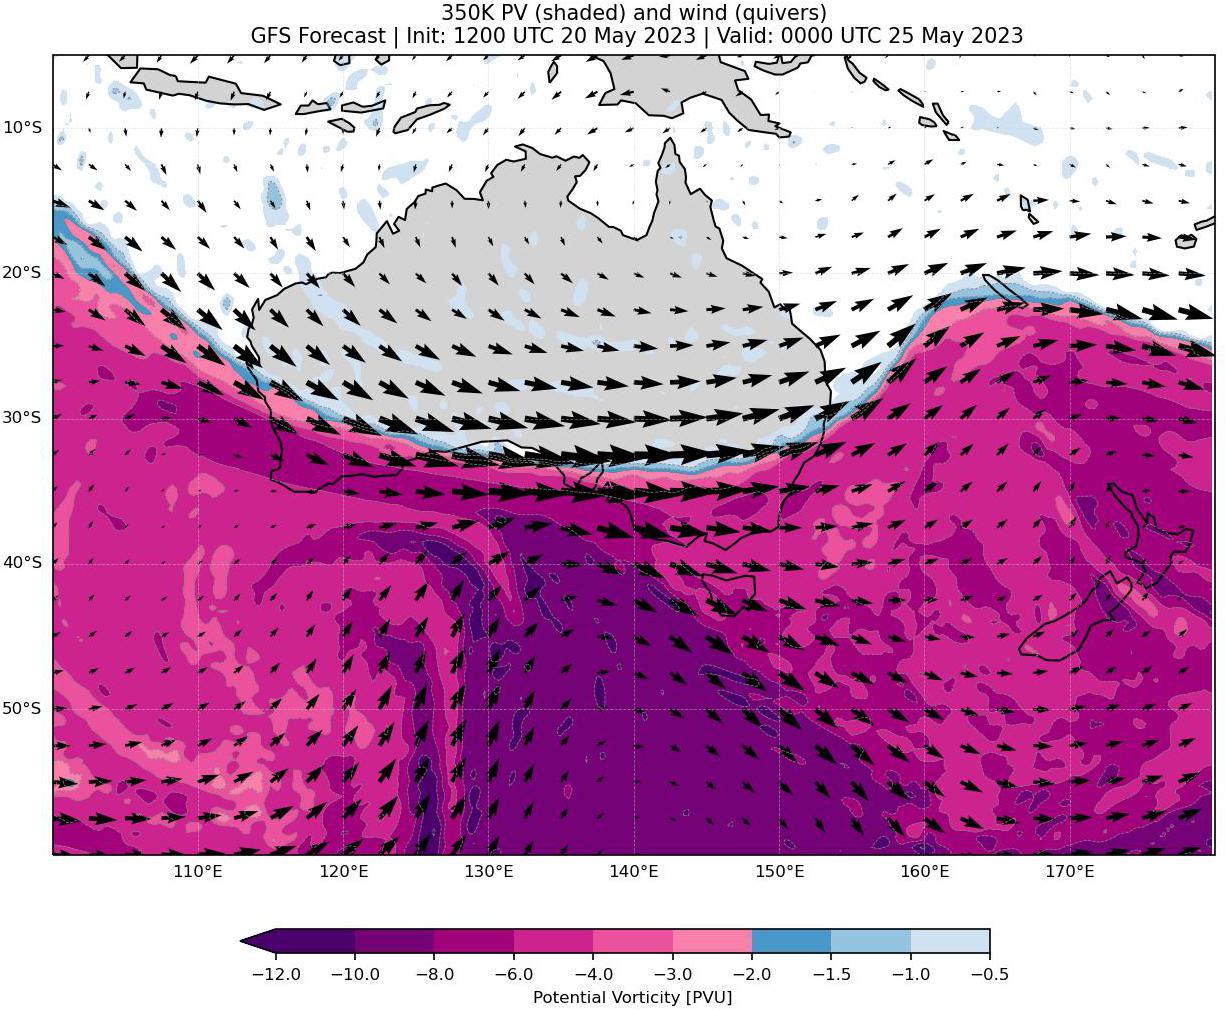 350K PV (shaded) and wind (quivers)
GFS Forecast | Init: 1200 UTC 20 May 2023 | Valid: 0000 UTC 25 May 2023
10°S
20°S
30°S
40°S
50°S
110°E 120°E 130°E 140°E 150°E 160°E 170°E
−12.0 −10.0 −8.0 −6.0 −4.0 −3.0 −2.0 −1.5 −1.0 −0.5
Potential Vorticity [PVU]